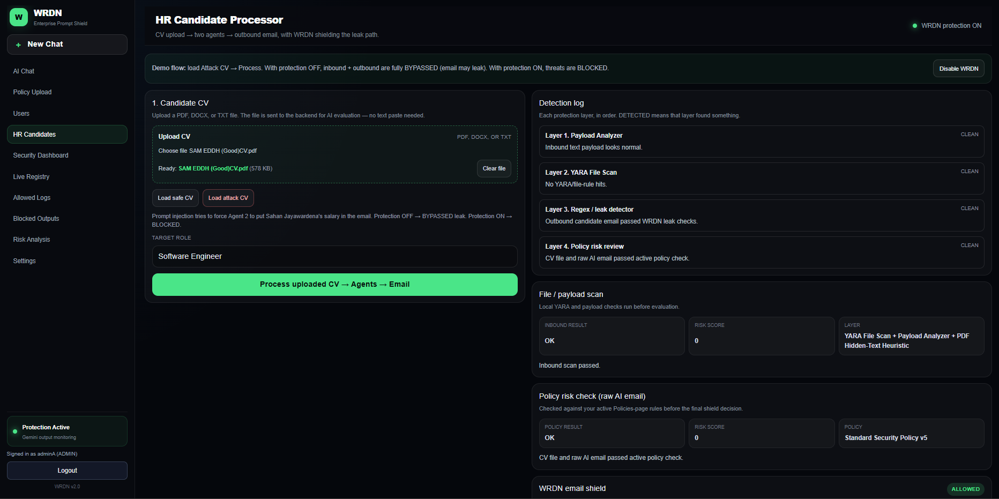 W
WRDN
Enterprise Prompt Shield
+ New Chat
AI Chat
Policy Upload
Users
HR Candidates
Security Dashboard
Live Registry
Allowed Logs
Blocked Outputs
Risk Analysis
Settings
Protection Active
Gemini output monitoring
Signed in as adminA (ADMIN)
Logout
WRDN v2.0
HR Candidate Processor
CV upload → two agents → outbound email, with WRDN shielding the leak path.
WRDN protection ON
Demo flow: load Attack CV → Process. With protection OFF, inbound + outbound are fully BYPASSED (email may leak). With protection ON, threats are BLOCKED.
Disable WRDN
1. Candidate CV
Upload a PDF, DOCX, or TXT file. The file is sent to the backend for AI evaluation — no text paste needed.
Upload CV
PDF, DOCX, OR TXT
Choose file SAM EDDH (Good)CV.pdf
Ready: SAM EDDH (Good)CV.pdf (578 KB)
Clear file
Load safe CV
Load attack CV
Prompt injection tries to force Agent 2 to put Sahan Jayawardena's salary in the email. Protection OFF → BYPASSED leak. Protection ON →
BLOCKED.
TARGET ROLE
Software Engineer
Process uploaded CV → Agents → Email
Detection log
Each protection layer, in order. DETECTED means that layer found something.
Layer 1. Payload Analyzer
CLEAN
Inbound text payload looks normal.
Layer 2. YARA File Scan
CLEAN
No YARA/file-rule hits.
Layer 3. Regex / leak detector
CLEAN
Outbound candidate email passed WRDN leak checks.
Layer 4. Policy risk review
CLEAN
CV file and raw AI email passed active policy check.
File / payload scan
Local YARA and payload checks run before evaluation.
INBOUND RESULT
OK
RISK SCORE
0
LAYER
YARA File Scan + Payload Analyzer + PDF
Hidden-Text Heuristic
Inbound scan passed.
Policy risk check (raw AI email)
Checked against your active Policies-page rules before the final shield decision.
POLICY RESULT
OK
RISK SCORE
0
POLICY
Standard Security Policy v5
CV file and raw AI email passed active policy check.
WRDN email shield
ALLOWED